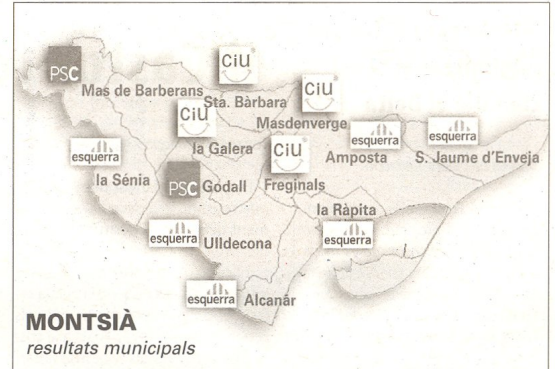 PSC
Mas de Barberans
ciu
Sta. Bàrbara
ciu
Masdenverge
ciu
la Galera
esquerra
la Sénia
PSC
Godall
ciu
Freginals
esquerra
Amposta
esquerra
S. Jaume d'Enveja
la Ràpita
esquerra
esquerra
Ulldecona
esquerra
Alcanar
MONTSIÀ
resultats municipals